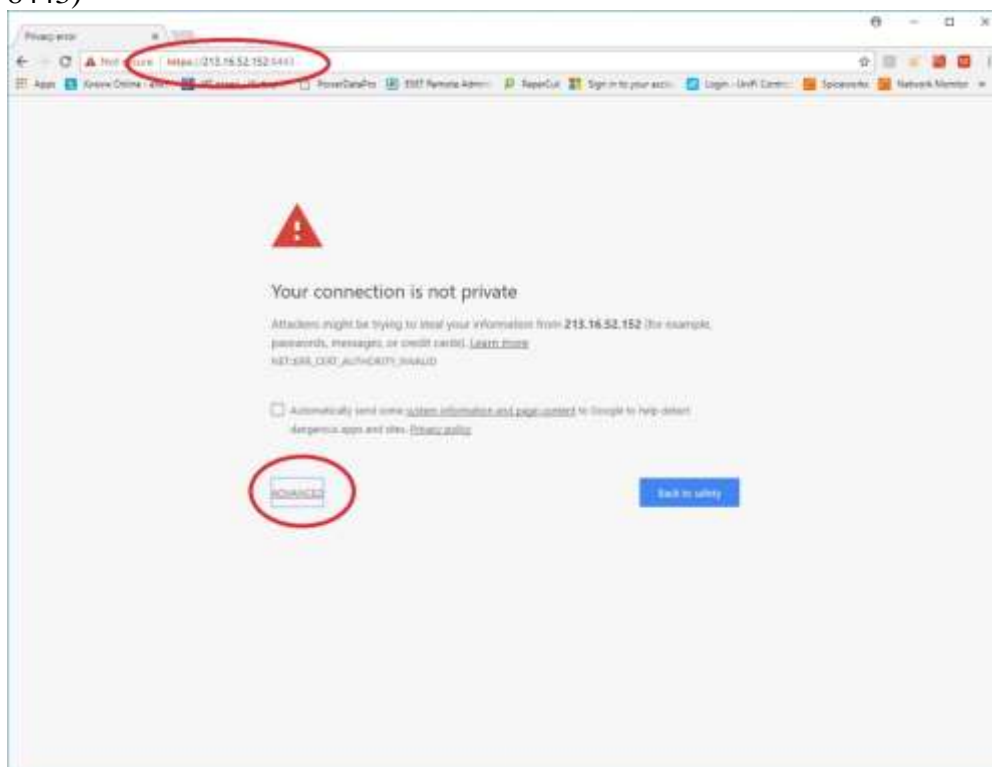 Privacy error
Not secure https://213.16.52.152:8443
Apps PowerDataPro ESET Remote Admin PaperCut Sign in to your acco Login - UniFi Contro Spiceworks Network Monitor »
Your connection is not private
Attackers might be trying to steal your information from 213.16.52.152 (for example,
passwords, messages, or credit cards). Learn more
NET::ERR_CERT_AUTHORITY_INVALID
Automatically send some system information and page content to Google to help detect
dangerous apps and sites. Privacy policy
ADVANCED
Back to safety